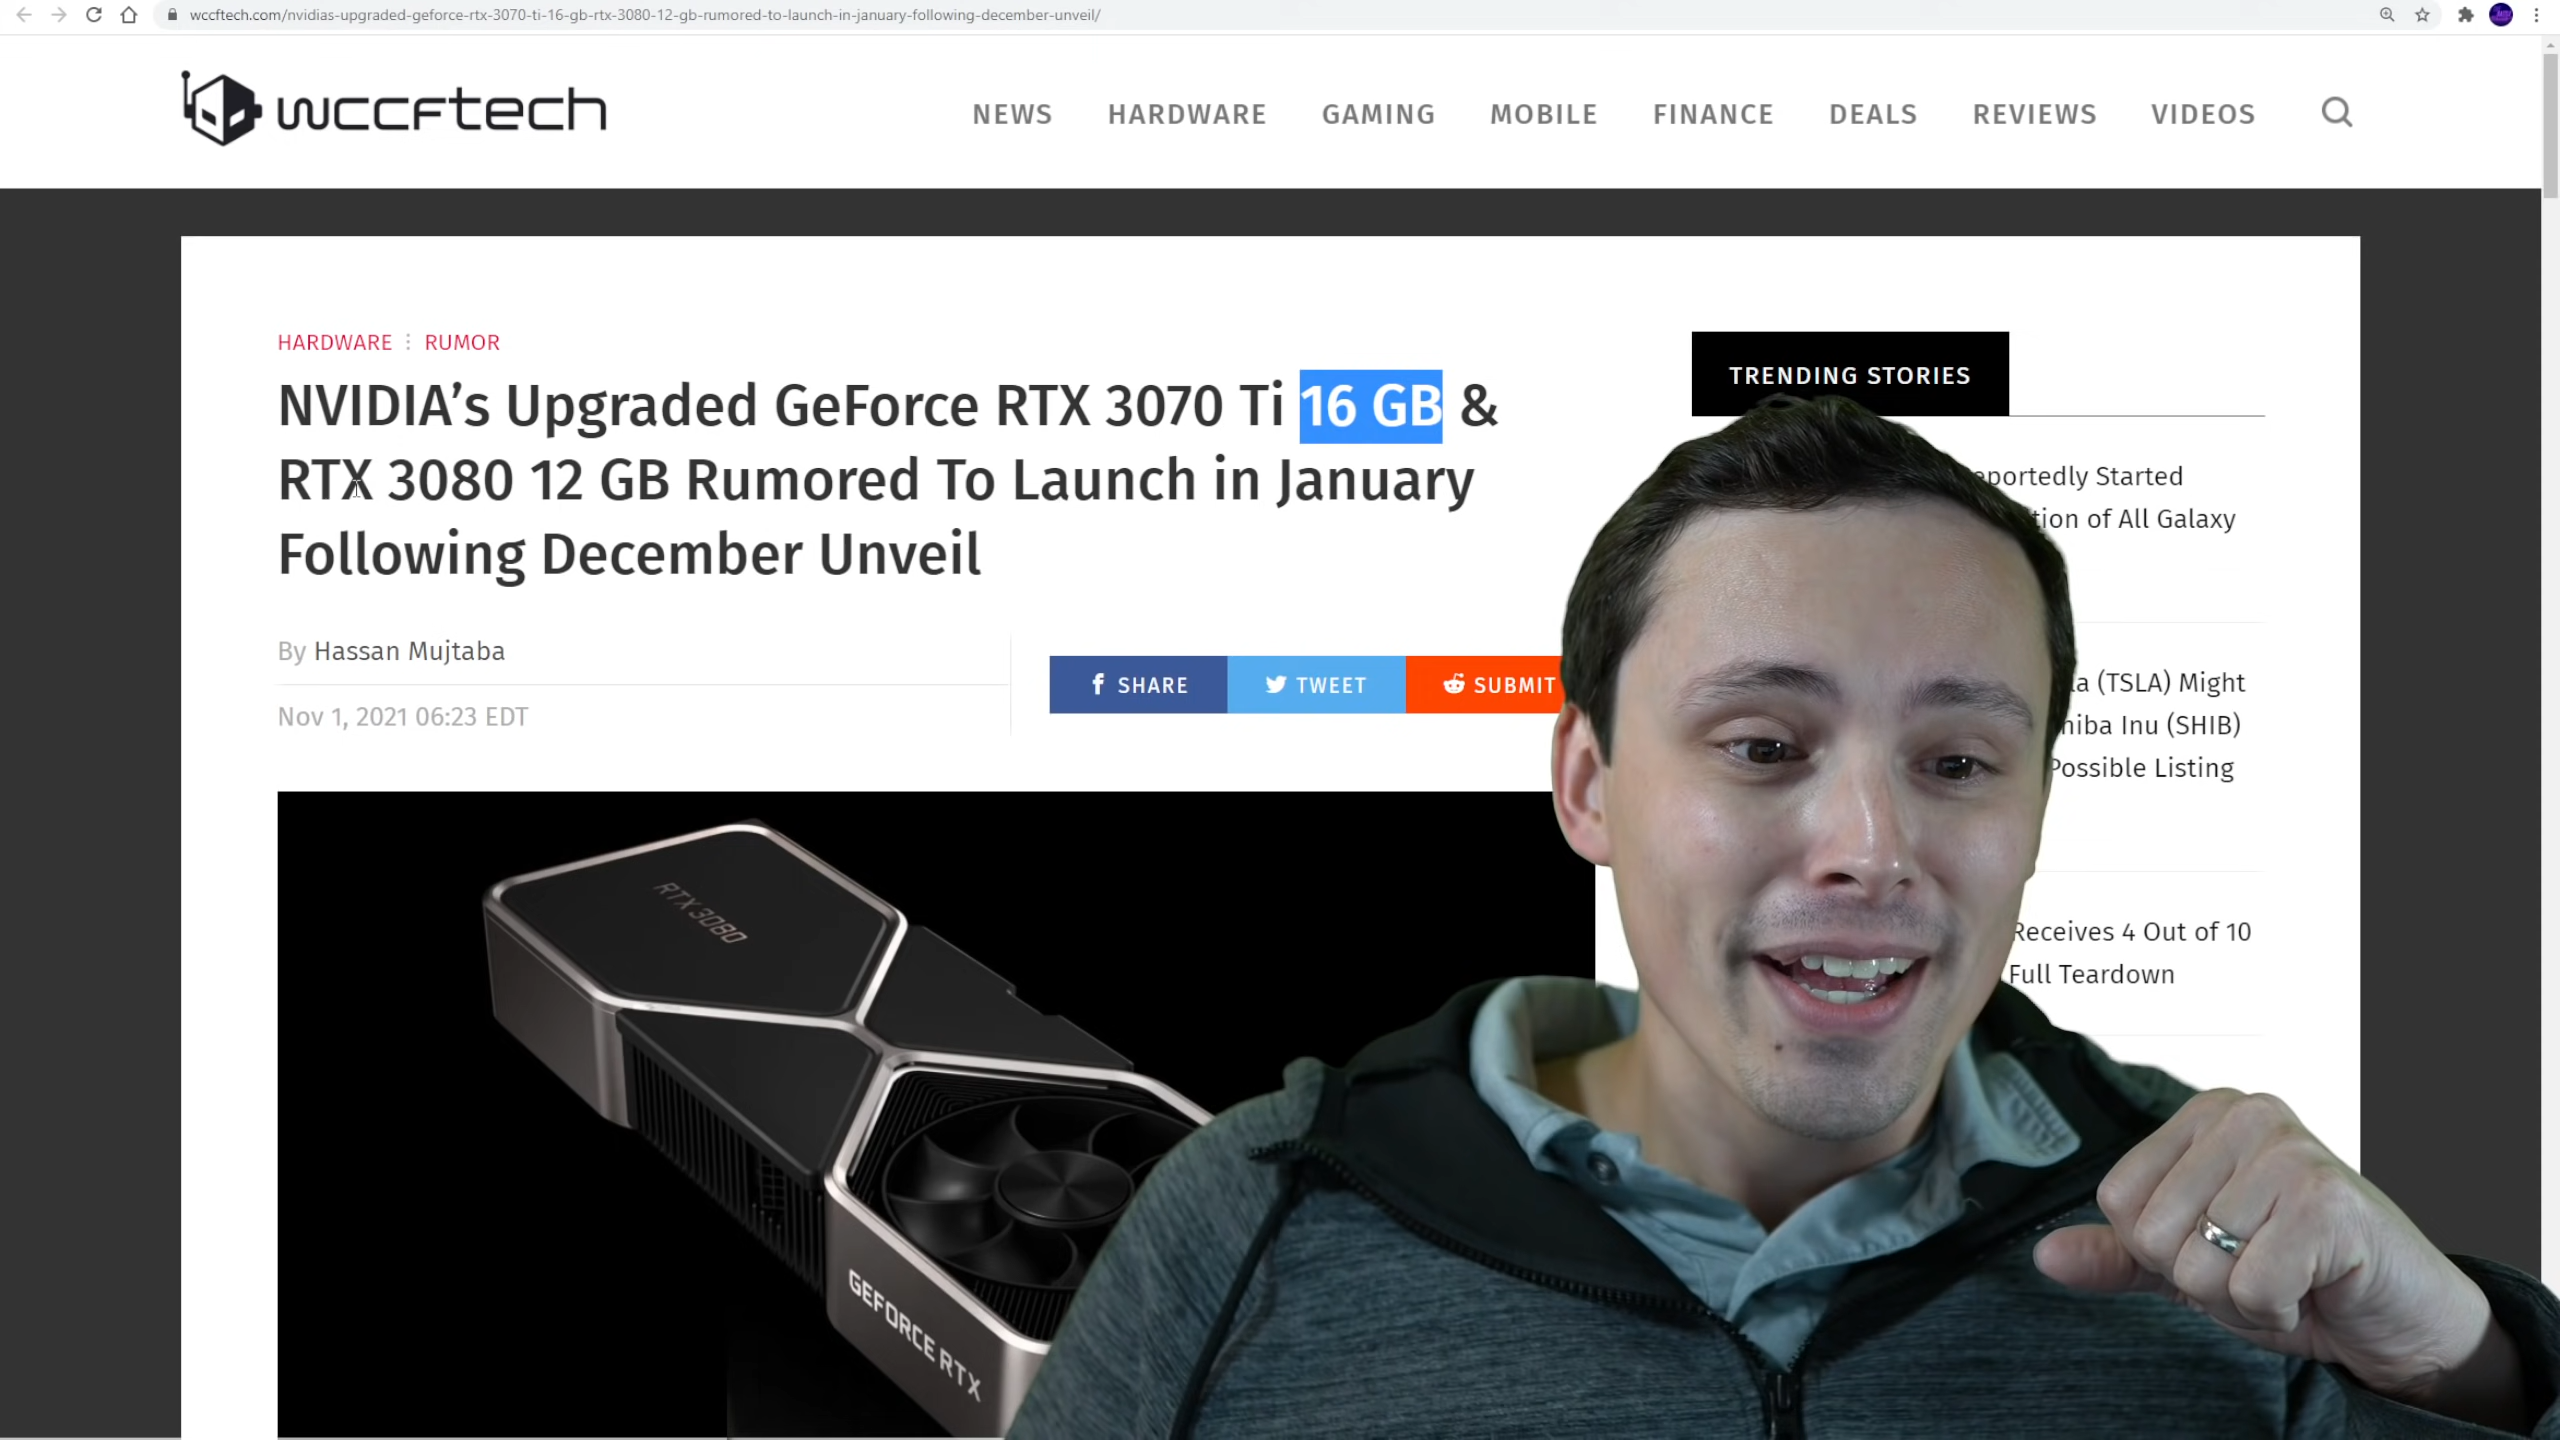 wccftech.com/nvidias-upgraded-geforce-rtx-3070-ti-16-gb-rtx-3080-12-gb-rumored-to-launch-in-january-following-december-unveil/
wccftech
NEWS HARDWARE GAMING MOBILE FINANCE DEALS REVIEWS VIDEOS
HARDWARE ⋮ RUMOR
NVIDIA’s Upgraded GeForce RTX 3070 Ti 16 GB &
RTX 3080 12 GB Rumored To Launch in January
Following December Unveil
By Hassan Mujtaba
Nov 1, 2021 06:23 EDT
SHARE
TWEET
SUBMIT
RTX 3080
GEFORCE RTX
TRENDING STORIES
Started
of All Galaxy
(TSLA) Might
Inu (SHIB)
Possible Listing
Receives 4 Out of 10
Full Teardown